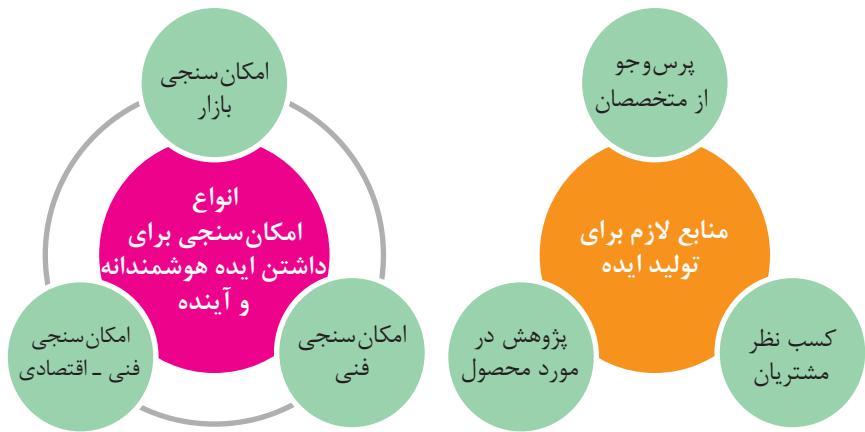 پرس‌وجو
از متخصصان
منابع لازم برای
تولید ایده
کسب نظر
مشتریان
پژوهش در
مورد محصول
امکان‌سنجی
بازار
انواع
امکان‌سنجی برای
داشتن ایده هوشمندانه
و آینده
امکان‌سنجی
فنی
امکان‌سنجی
فنی ـ اقتصادی